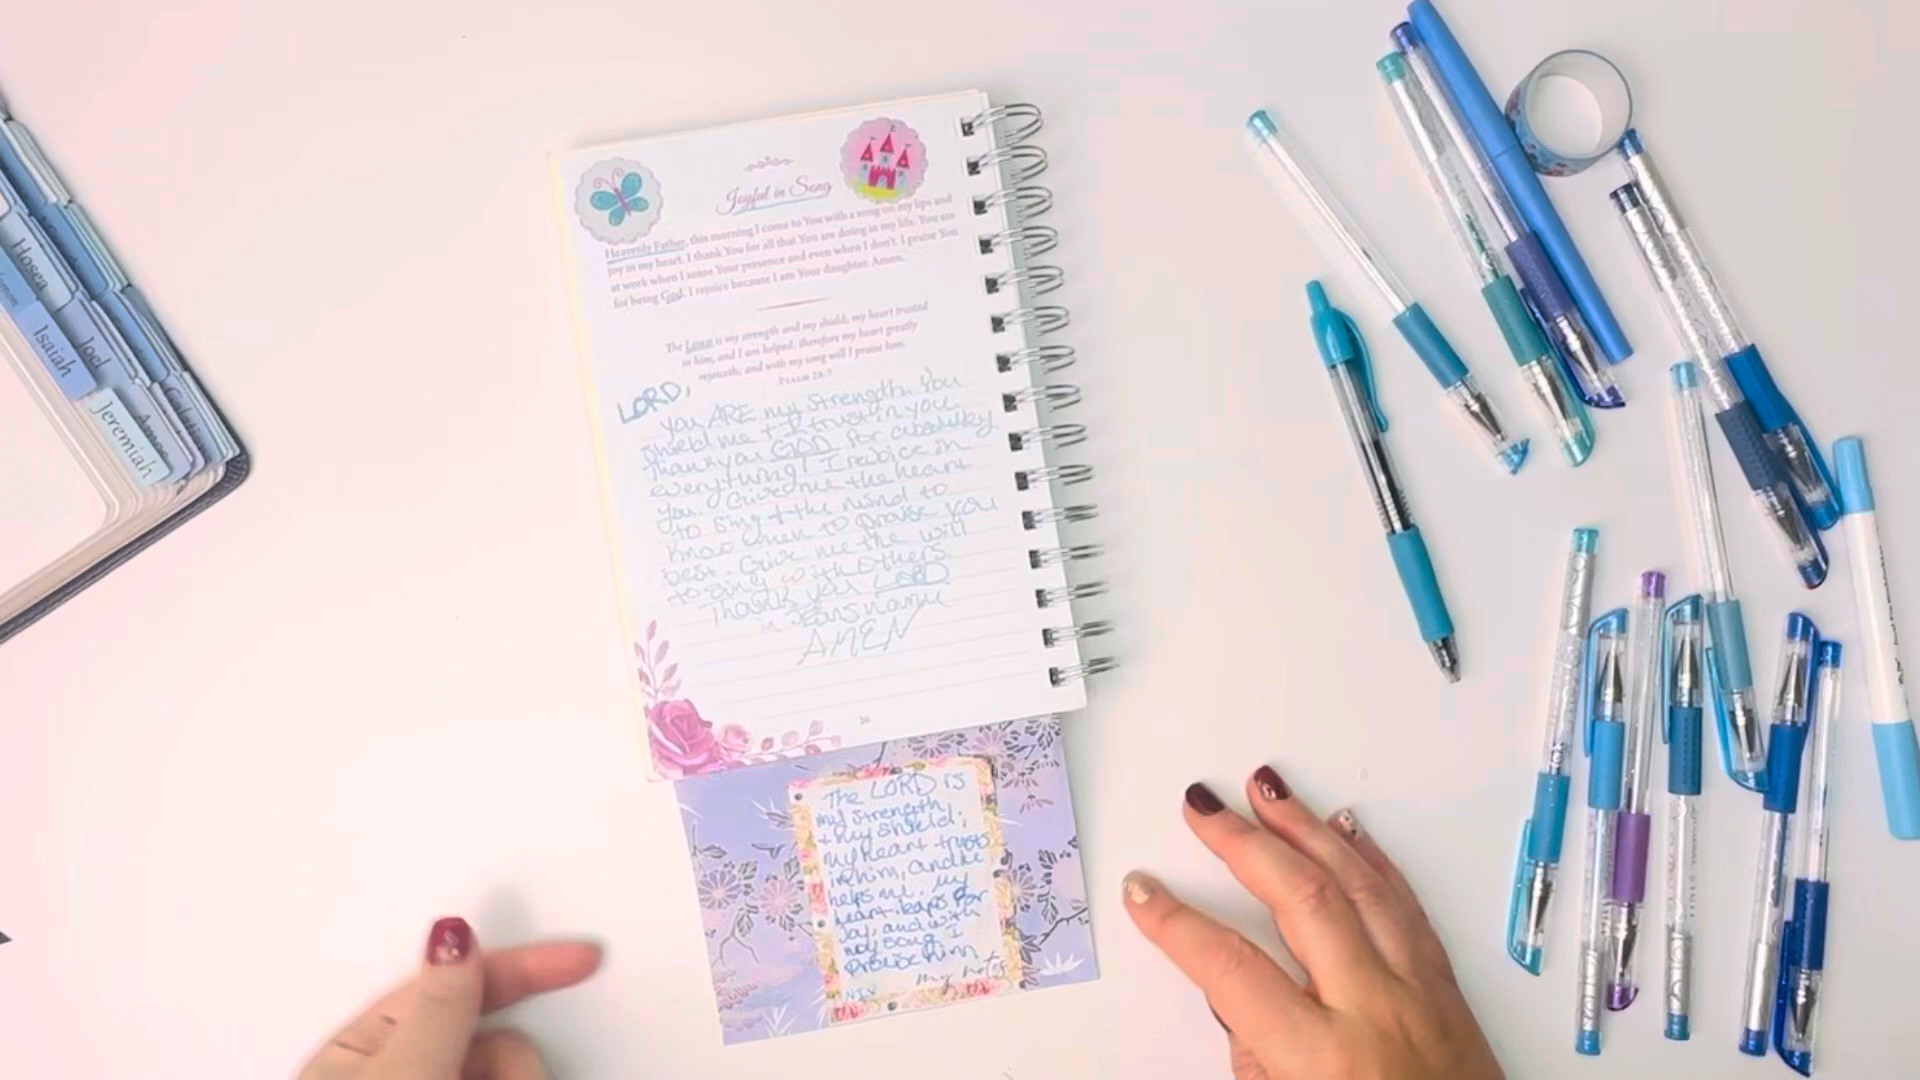 Hosea
Isaiah
Joel
Jeremiah
Amos
Joyful in Song
Heavenly Father, this morning I come to You with a song on my lips and
joy in my heart. I thank You for all that You are doing in my life. You are
at work when I sense Your presence and even when I don't. I praise You
for being God. I rejoice because I am Your daughter. Amen.
The LORD is my strength and my shield; my heart trusted
in him, and I am helped: therefore my heart greatly
rejoiceth; and with my song will I praise him.
PSALM 28:7
LORD,
You ARE my strength. You
shield me + I trust in you
Thank you GOD for absolutely
everything! I rejoice in
you. Give me the heart
to sing + the mind to
know when to praise you
best. Give me the will
to sing with others.
Thank you LORD.
AMEN
26
The LORD is
my strength
+ my shield;
my heart trusts
in him, and he
helps me. My
heart leaps for
joy, and with
my song I
praise him
NIV
my notes